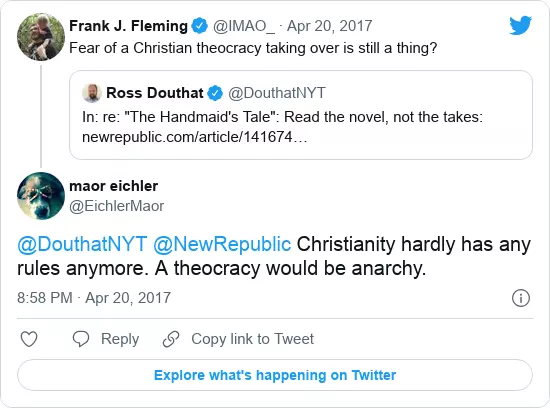 Frank J. Fleming @IMAO_ · Apr 20, 2017
Fear of a Christian theocracy taking over is still a thing?
Ross Douthat @DouthatNYT
In: re: "The Handmaid's Tale": Read the novel, not the takes:
newrepublic.com/article/141674…
maor eichler
@EichlerMaor
@DouthatNYT @NewRepublic Christianity hardly has any
rules anymore. A theocracy would be anarchy.
8:58 PM · Apr 20, 2017
Reply Copy link to Tweet
Explore what's happening on Twitter